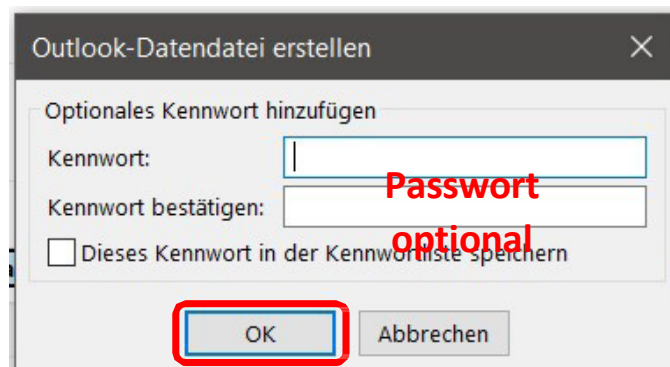 Outlook-Datendatei erstellen
Optionales Kennwort hinzufügen
Kennwort:
Passwort
Kennwort bestätigen:
optional
Dieses Kennwort in der Kennwortliste speichern
OK Abbrechen